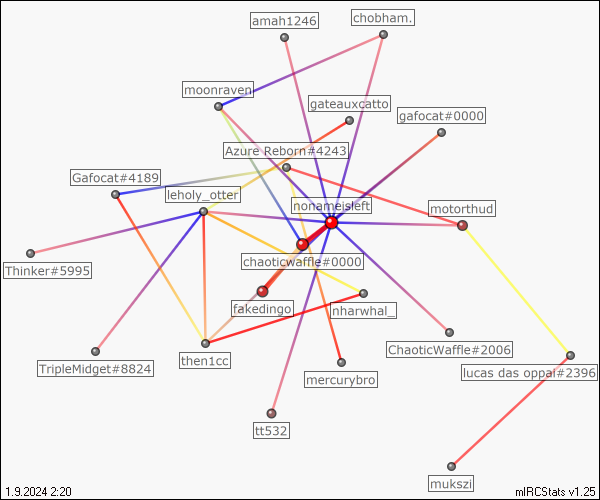 amah1246
chobham.
moonraven
gateauxcatto
gafocat#0000
Azure Reborn#4243
Gafocat#4189
leholy_otter
nonameisleft
motorthud
chaoticwaffle#0000
Thinker#5995
fakedingo
nharwhal_
then1cc
ChaoticWaffle#2006
TripleMidget#8824
mercurybro
lucas das oppai#2396
tt532
mukszi
1.9.2024 2:20
mIRCStats v1.25